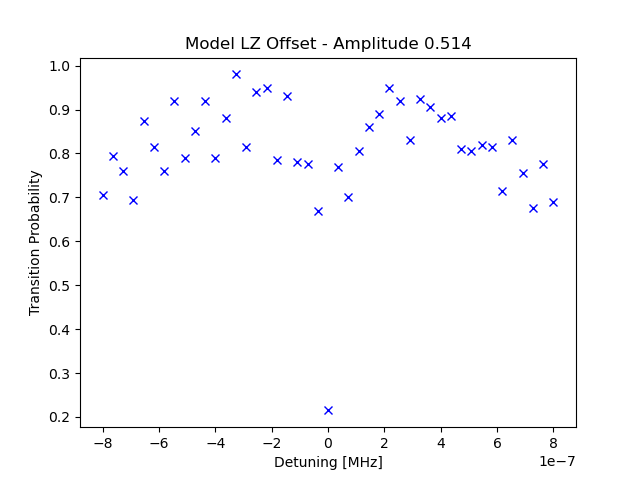 Model LZ Offset - Amplitude 0.514
Transition Probability
1.0
0.9
0.8
0.7
0.6
0.5
0.4
0.3
0.2
−8 −6 −4 −2 0 2 4 6 8
1e−7
Detuning [MHz]